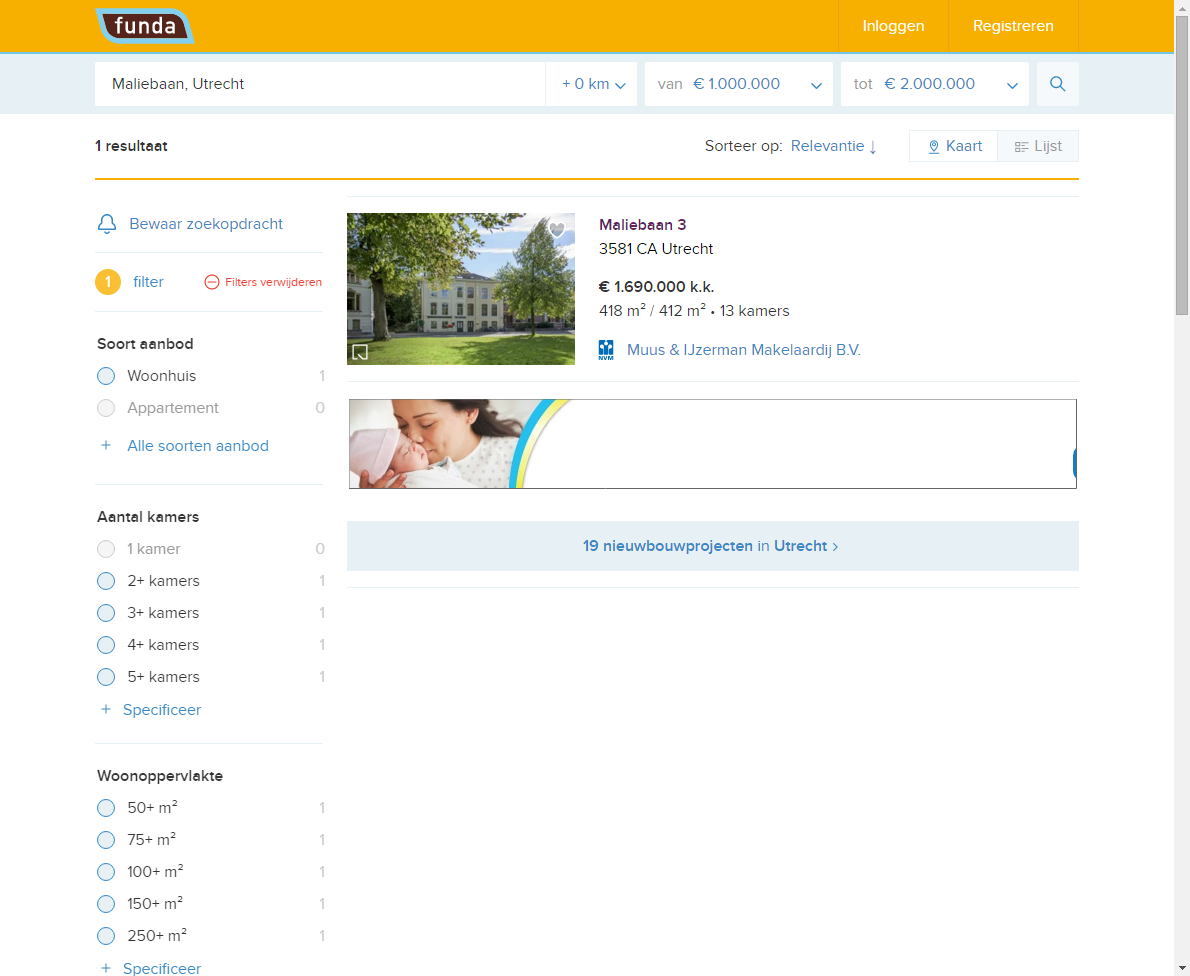 funda
Inloggen
Registreren
Maliebaan, Utrecht
+ 0 km
van € 1.000.000
tot € 2.000.000
1 resultaat
Sorteer op: Relevantie ↓
Kaart
Lijst
Bewaar zoekopdracht
1 filter
Filters verwijderen
Soort aanbod
Woonhuis 1
Appartement 0
+ Alle soorten aanbod
Aantal kamers
1 kamer 0
2+ kamers 1
3+ kamers 1
4+ kamers 1
5+ kamers 1
+ Specificeer
Woonoppervlakte
50+ m² 1
75+ m² 1
100+ m² 1
150+ m² 1
250+ m² 1
+ Specificeer
Maliebaan 3
3581 CA Utrecht
€ 1.690.000 k.k.
418 m² / 412 m² • 13 kamers
NVM
Muus & IJzerman Makelaardij B.V.
19 nieuwbouwprojecten in Utrecht ›